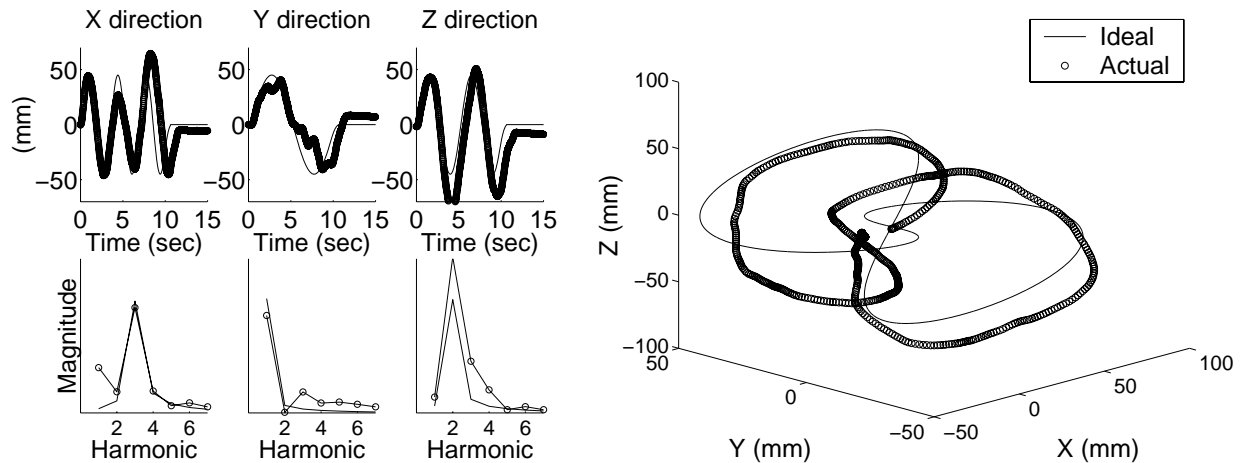 X direction
Y direction
Z direction
50
0
−50
(mm)
0 5 10 15
Time (sec)
50
0
−50
0 5 10 15
Time (sec)
50
0
−50
0 5 10 15
Time (sec)
Magnitude
2 4 6
Harmonic
2 4 6
Harmonic
2 4 6
Harmonic
Ideal
Actual
100
50
0
−50
−100
Z (mm)
50
0
−50
Y (mm)
−50
0
50
100
X (mm)